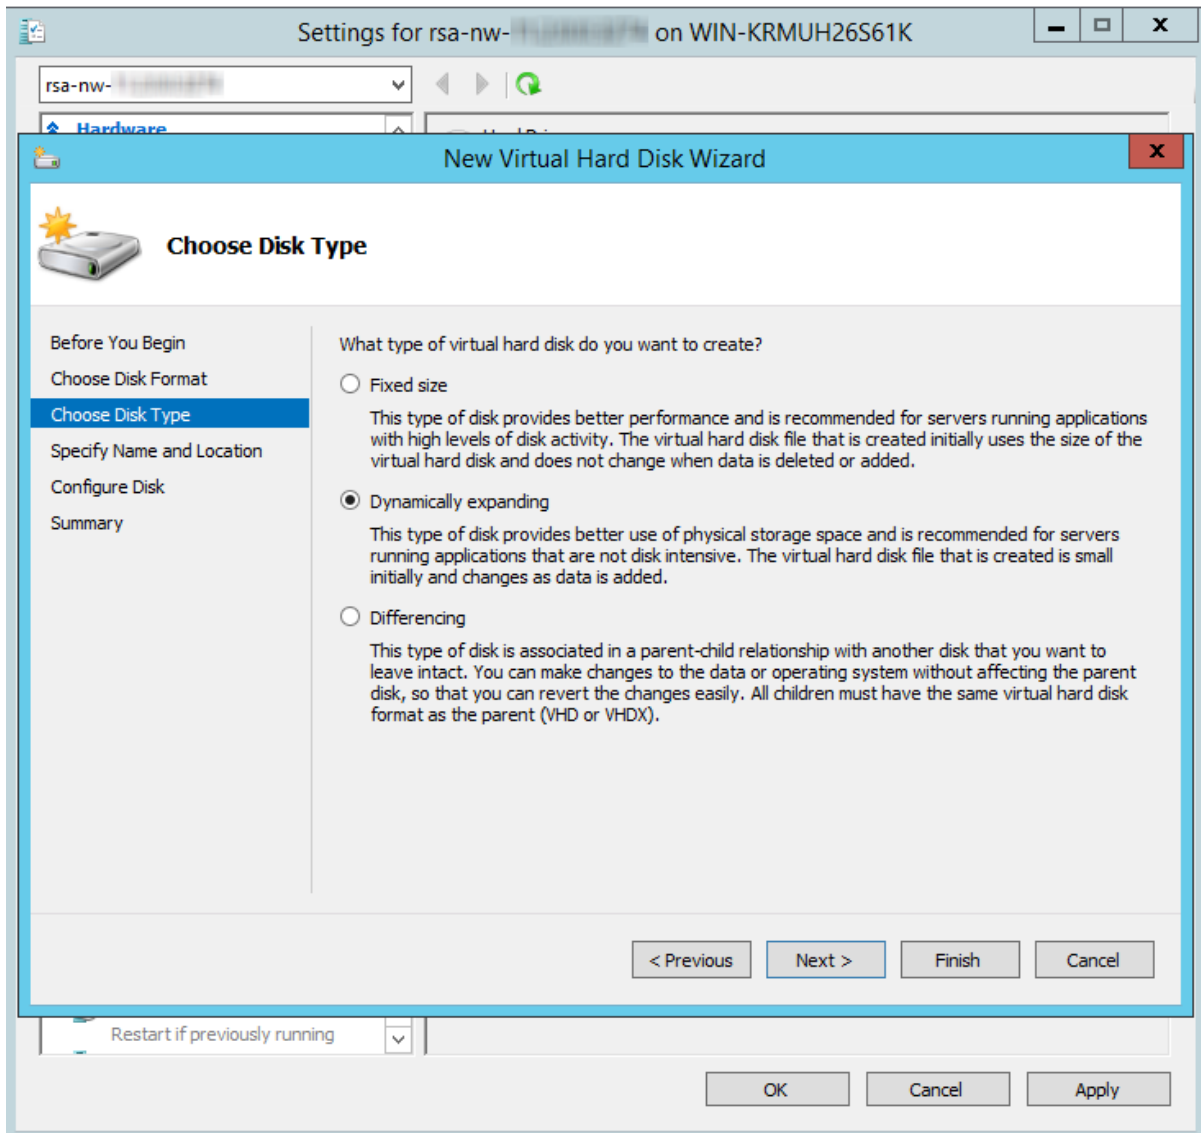 Settings for rsa-nw- on WIN-KRMUH26S61K
rsa-nw-
Hardware
New Virtual Hard Disk Wizard
Choose Disk Type
Before You Begin
Choose Disk Format
Choose Disk Type
Specify Name and Location
Configure Disk
Summary
What type of virtual hard disk do you want to create?
Fixed size
This type of disk provides better performance and is recommended for servers running applications
with high levels of disk activity. The virtual hard disk file that is created initially uses the size of the
virtual hard disk and does not change when data is deleted or added.
Dynamically expanding
This type of disk provides better use of physical storage space and is recommended for servers
running applications that are not disk intensive. The virtual hard disk file that is created is small
initially and changes as data is added.
Differencing
This type of disk is associated in a parent-child relationship with another disk that you want to
leave intact. You can make changes to the data or operating system without affecting the parent
disk, so that you can revert the changes easily. All children must have the same virtual hard disk
format as the parent (VHD or VHDX).
< Previous
Next >
Finish
Cancel
Restart if previously running
OK
Cancel
Apply